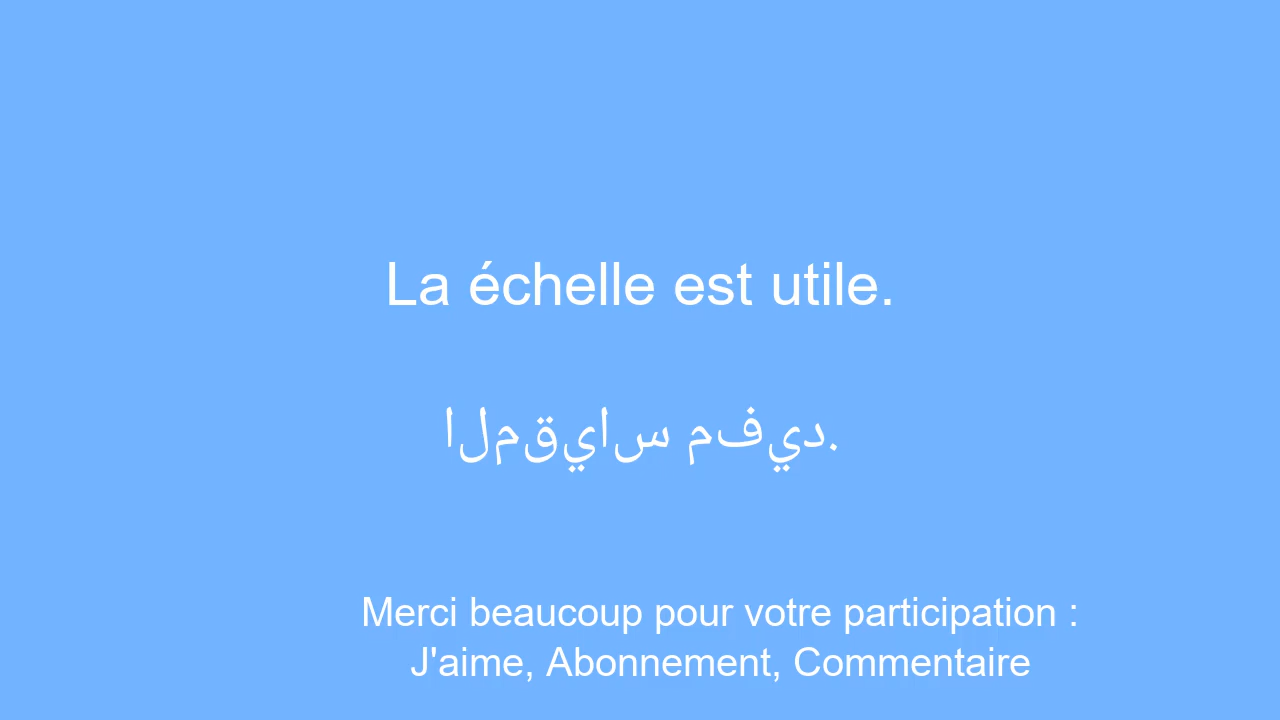 La échelle est utile.
المقياس مفيد.
Merci beaucoup pour votre participation :
J'aime, Abonnement, Commentaire